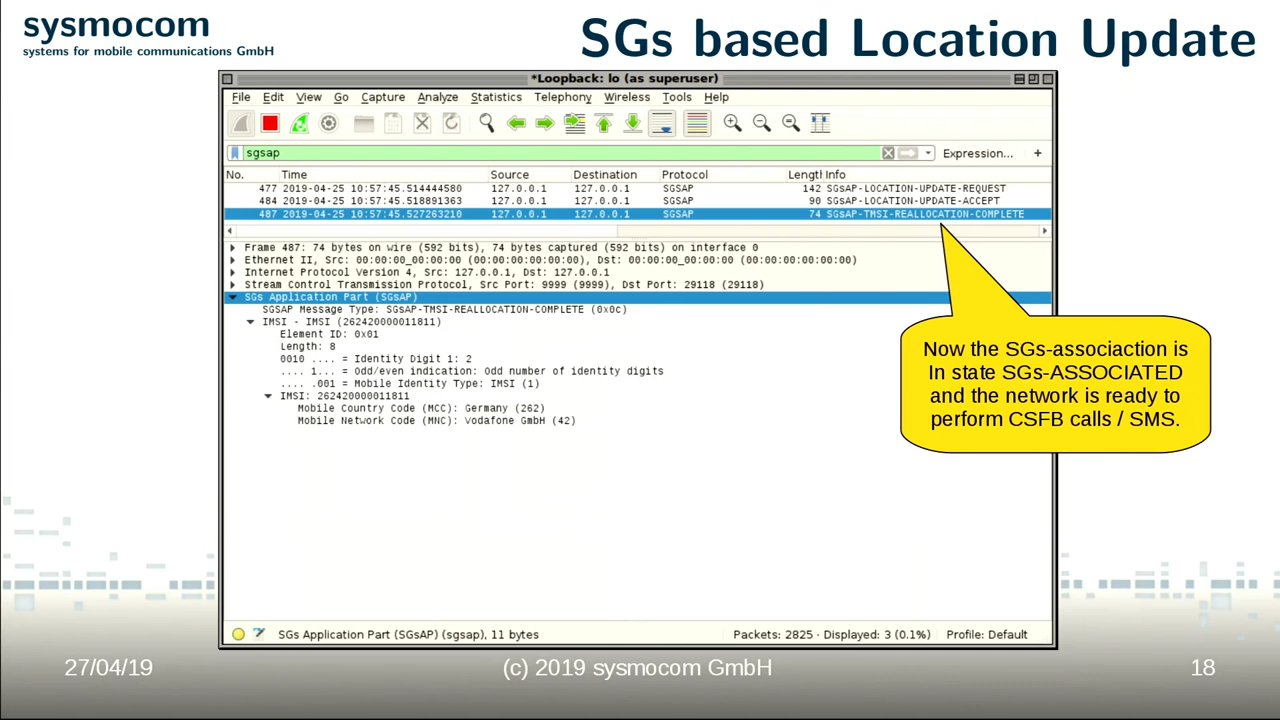 sysmocom
systems for mobile communications GmbH
SGs based Location Update
*Loopback: lo (as superuser)
File Edit View Go Capture Analyze Statistics Telephony Wireless Tools Help
sgsap
Expression... +
No. Time Source Destination Protocol Lengtl Info
477 2019-04-25 10:57:45.514444580 127.0.0.1 127.0.0.1 SGSAP 142 SGsAP-LOCATION-UPDATE-REQUEST
484 2019-04-25 10:57:45.518891363 127.0.0.1 127.0.0.1 SGSAP 90 SGsAP-LOCATION-UPDATE-ACCEPT
487 2019-04-25 10:57:45.527263210 127.0.0.1 127.0.0.1 SGSAP 74 SGsAP-TMSI-REALLOCATION-COMPLETE
Frame 487: 74 bytes on wire (592 bits), 74 bytes captured (592 bits) on interface 0
Ethernet II, Src: 00:00:00_00:00:00 (00:00:00:00:00:00), Dst: 00:00:00_00:00:00 (00:00:00:00:00:00)
Internet Protocol Version 4, Src: 127.0.0.1, Dst: 127.0.0.1
Stream Control Transmission Protocol, Src Port: 9999 (9999), Dst Port: 29118 (29118)
SGs Application Part (SGsAP)
SGSAP Message Type: SGsAP-TMSI-REALLOCATION-COMPLETE (0x0c)
IMSI - IMSI (262420000011811)
Element ID: 0x01
Length: 8
0010 .... = Identity Digit 1: 2
.... 1... = Odd/even indication: Odd number of identity digits
.... .001 = Mobile Identity Type: IMSI (1)
IMSI: 262420000011811
Mobile Country Code (MCC): Germany (262)
Mobile Network Code (MNC): Vodafone GmbH (42)
Now the SGs-associaction is
In state SGs-ASSOCIATED
and the network is ready to
perform CSFB calls / SMS.
SGs Application Part (SGsAP) (sgsap), 11 bytes
Packets: 2825 · Displayed: 3 (0.1%)
Profile: Default
27/04/19
(c) 2019 sysmocom GmbH
18